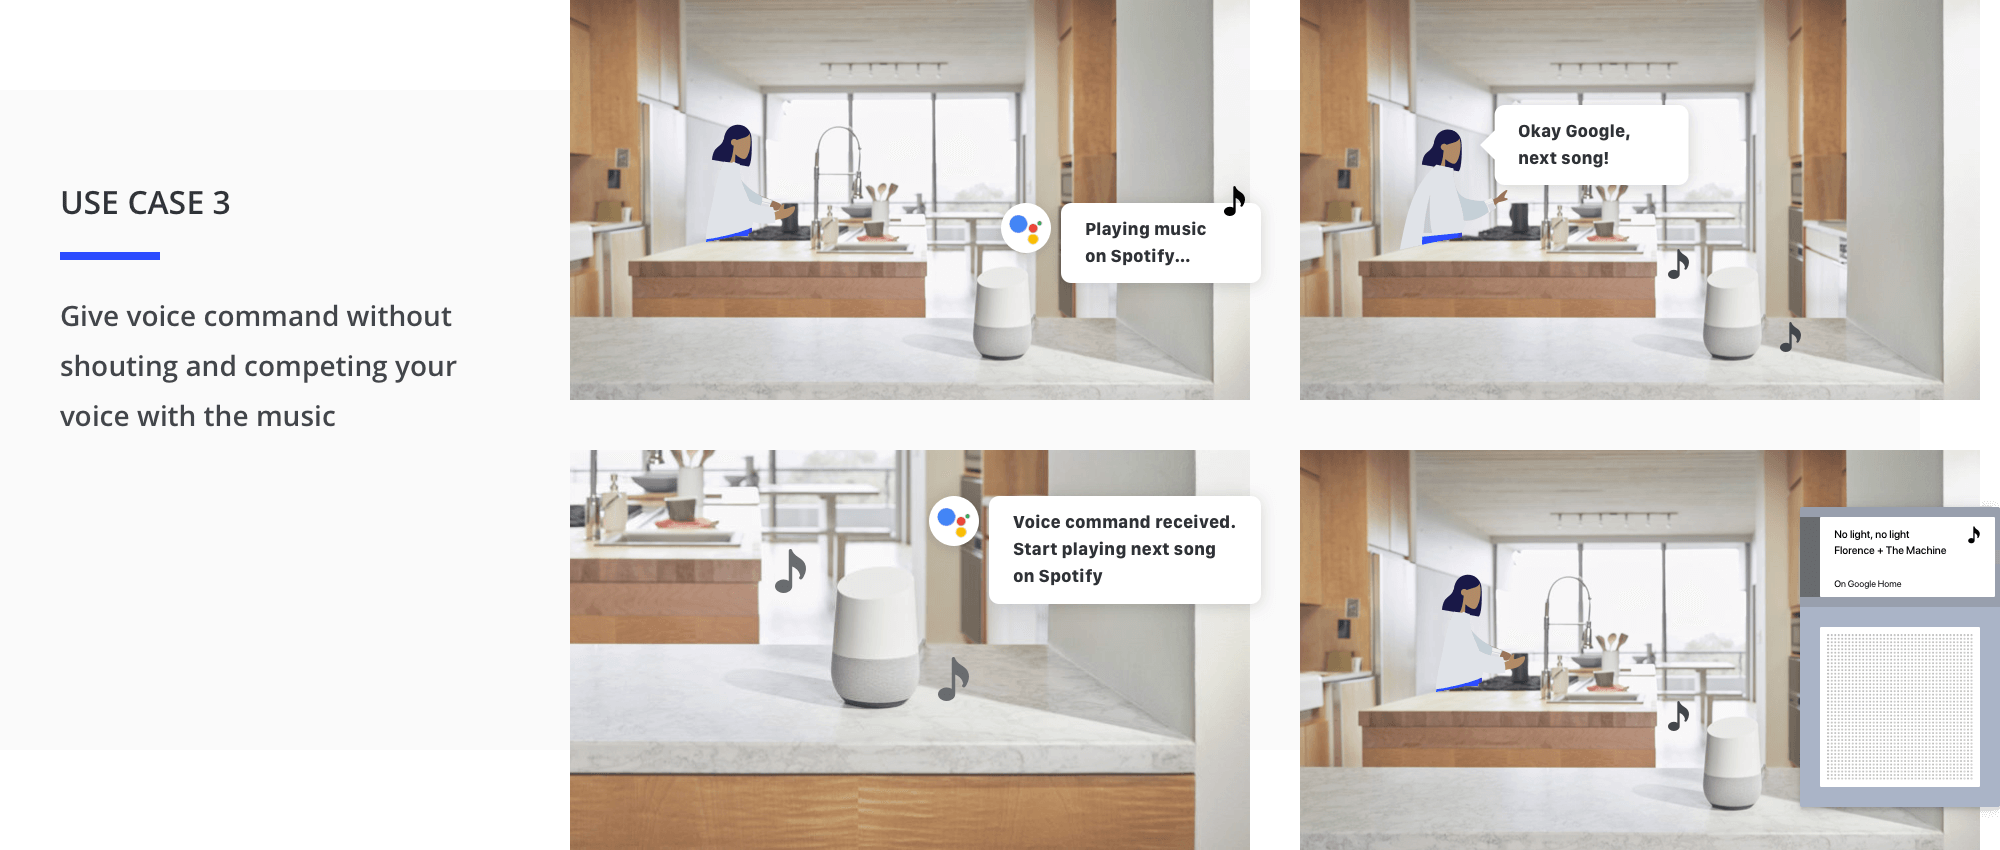 USE CASE 3
Give voice command without
shouting and competing your
voice with the music
Playing music
on Spotify...
Okay Google,
next song!
Voice command received.
Start playing next song
on Spotify
No light, no light
Florence + The Machine
On Google Home